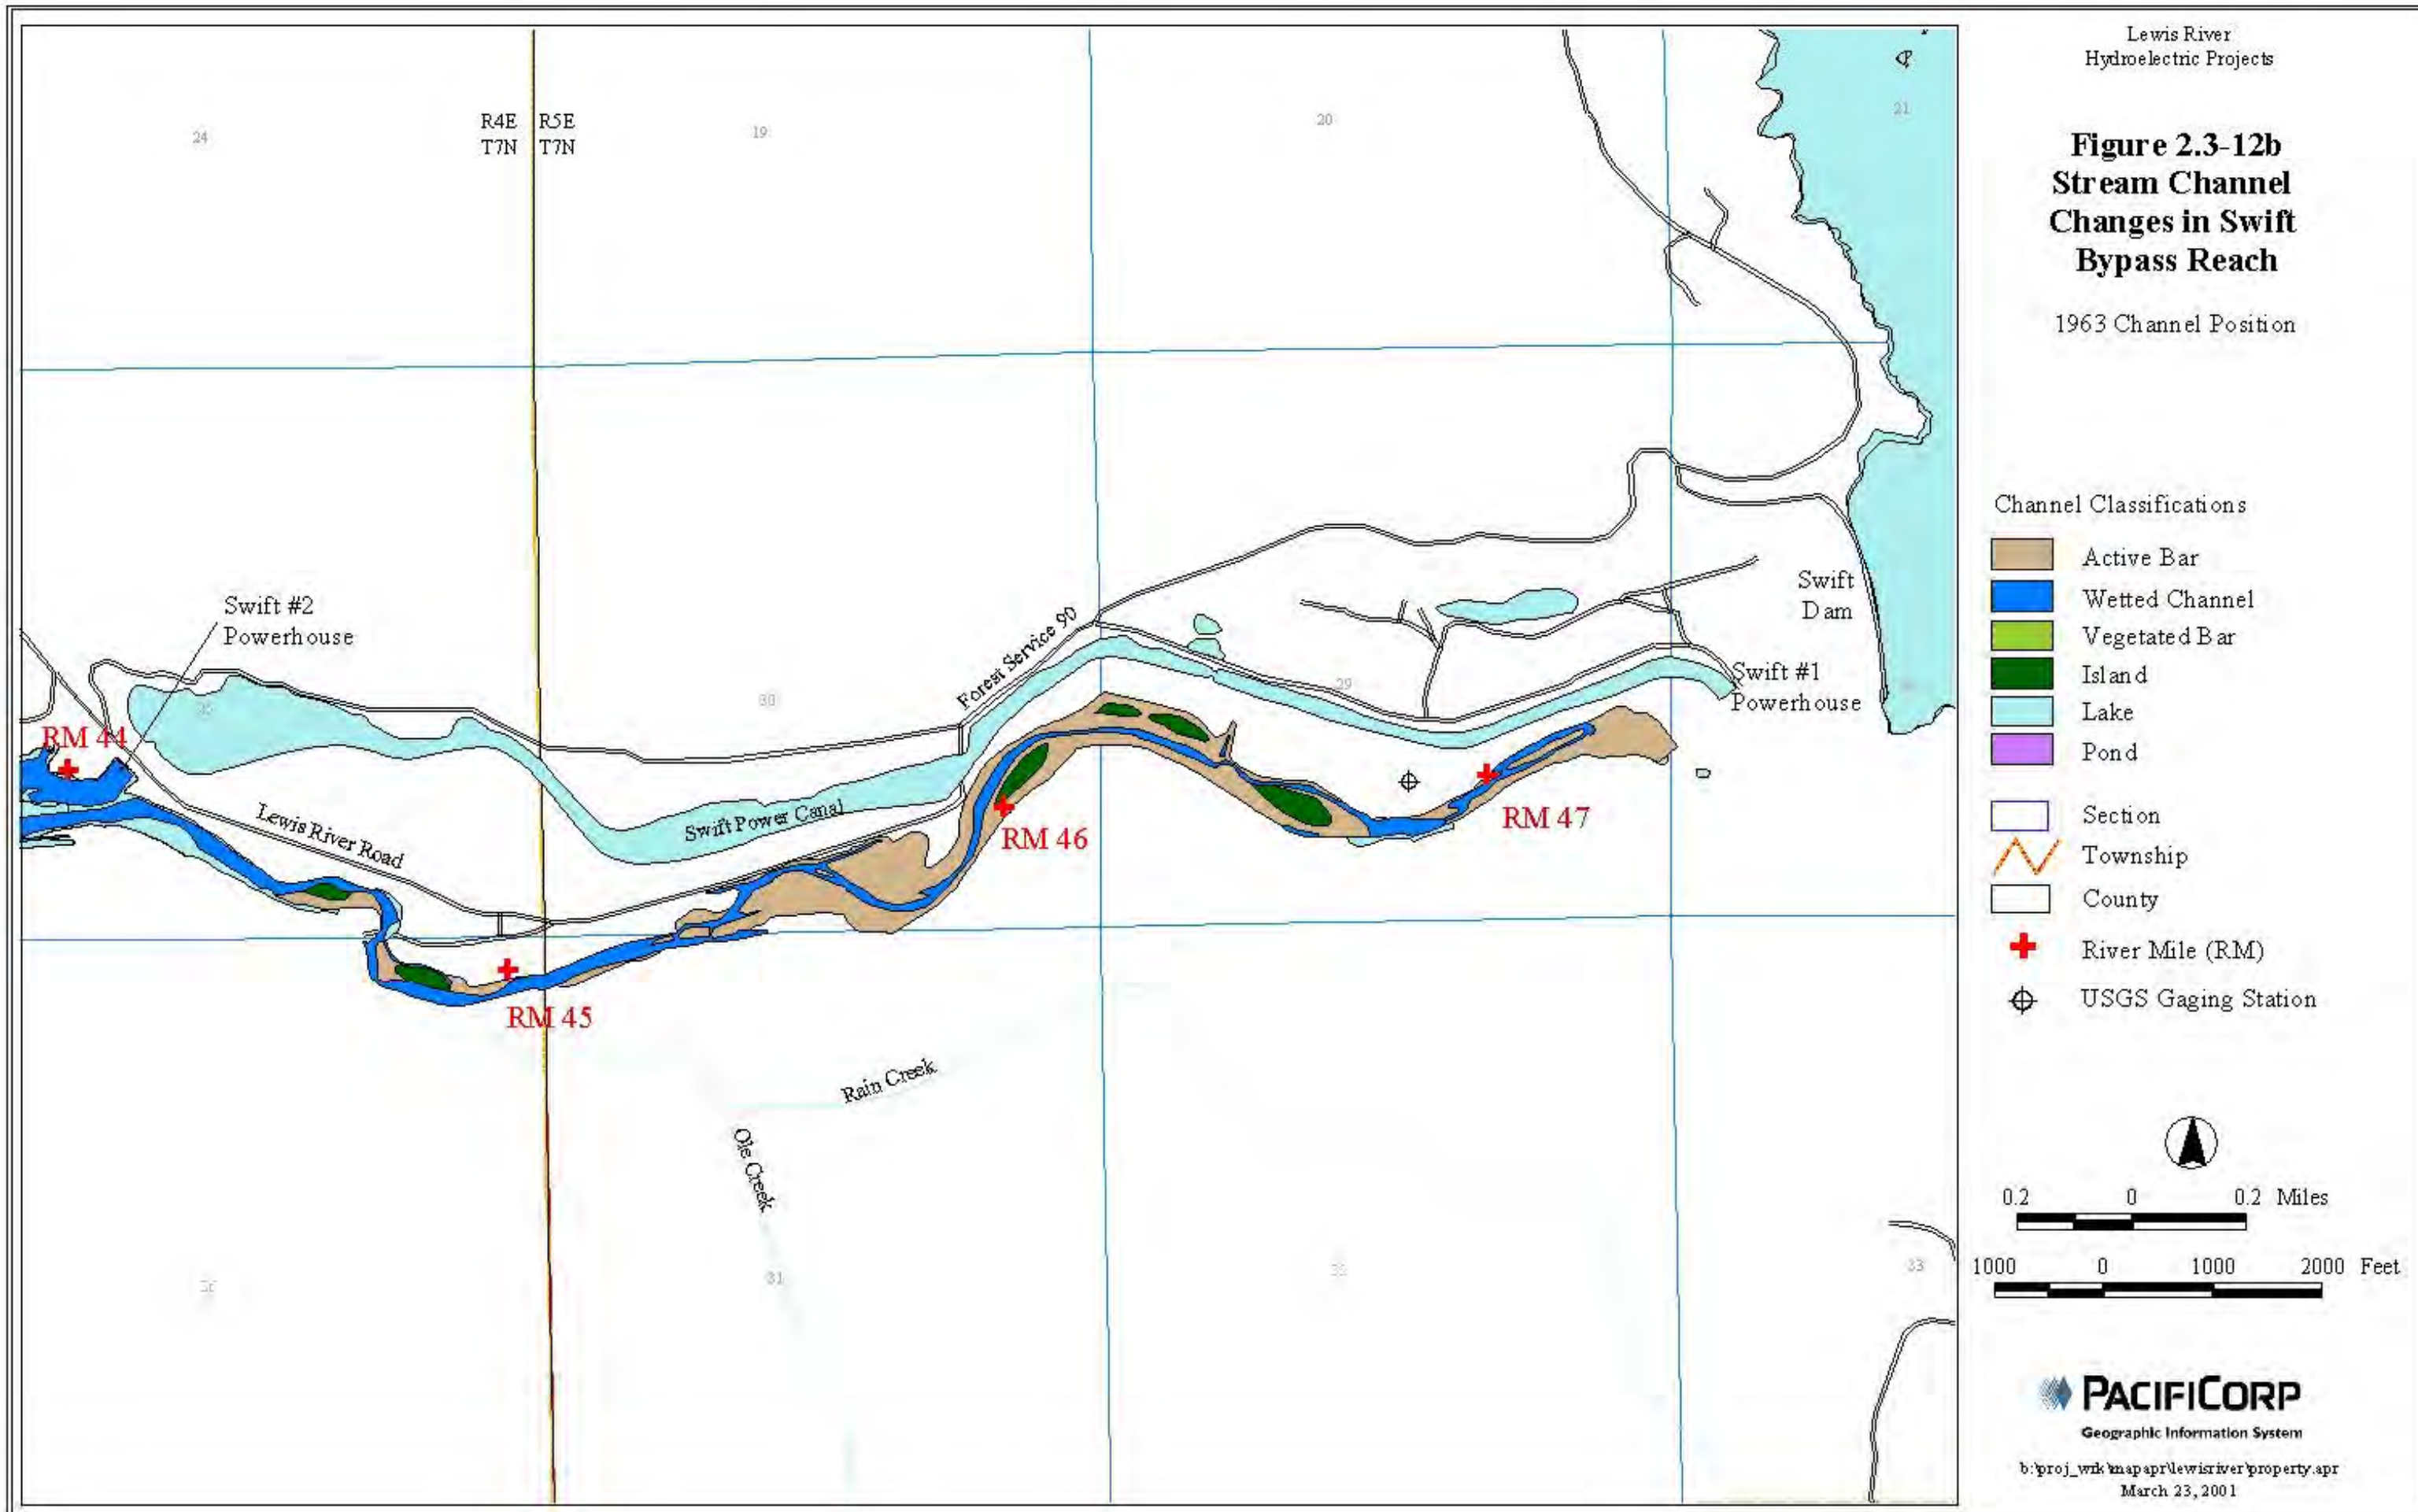 Lewis River
Hydroelectric Projects
Figure 2.3-12b
Stream Channel
Changes in Swift
Bypass Reach
1963 Channel Position
24
R4E R5E
T7N T7N
19
20
21
Swift #2
Powerhouse
Forest Service 90
Swift
Dam
Swift #1
Powerhouse
30
29
RM 44
Lewis River Road
Swift Power Canal
RM 46
RM 47
RM 45
Rain Creek
Ole Creek
31
33
Channel Classifications
Active Bar
Wetted Channel
Vegetated Bar
Island
Lake
Pond
Section
Township
County
River Mile (RM)
USGS Gaging Station
0.2 0 0.2 Miles
1000 0 1000 2000 Feet
PACIFICORP
Geographic Information System
b:\proj_wrk\mapapr\lewisriver\property.apr
March 23, 2001